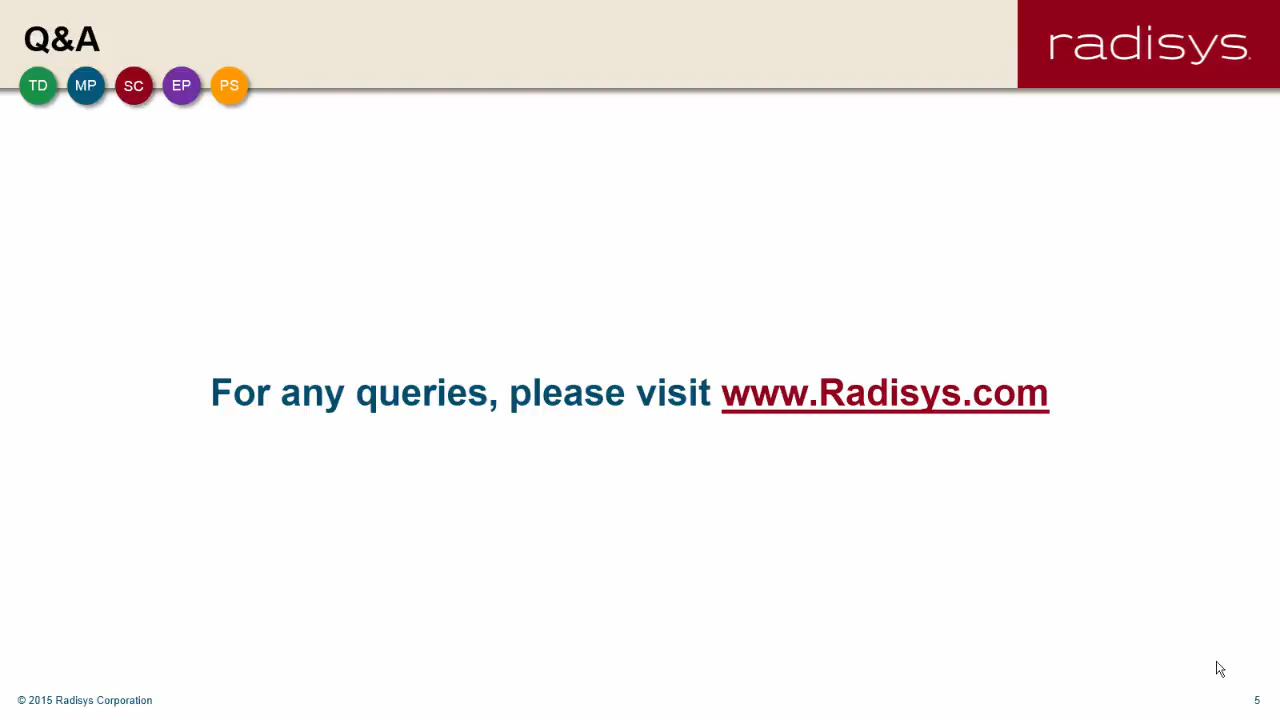 Q&A
radisys.
TD MP SC EP PS
For any queries, please visit www.Radisys.com
© 2015 Radisys Corporation
5